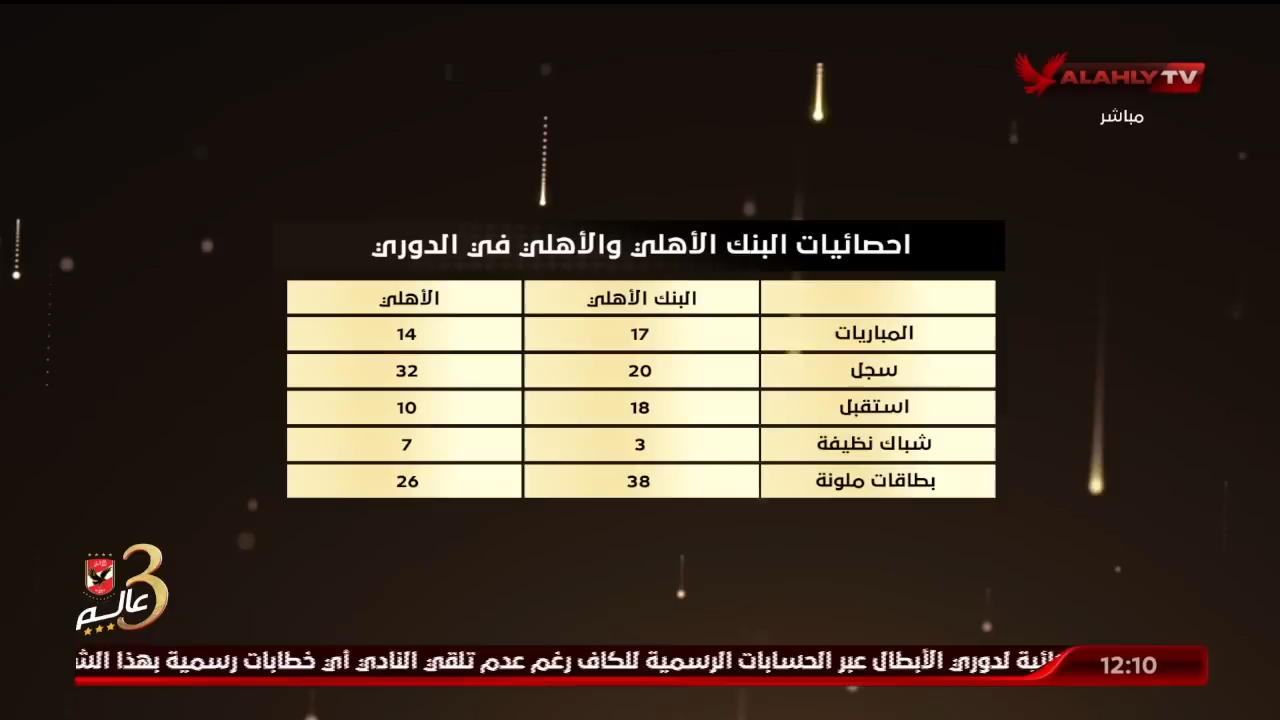 ALAHLY TV
مباشر
احصائيات البنك الأهلي والأهلي في الدوري
البنك الأهلي الأهلي
المباريات 17 14
سجل 20 32
استقبل 18 10
شباك نظيفة 3 7
بطاقات ملونة 38 26
3 عالم
12:10 لدوري الأبطال عبر الحسابات الرسمية للكاف رغم عدم تلقي النادي أي خطابات رسمية بهذا